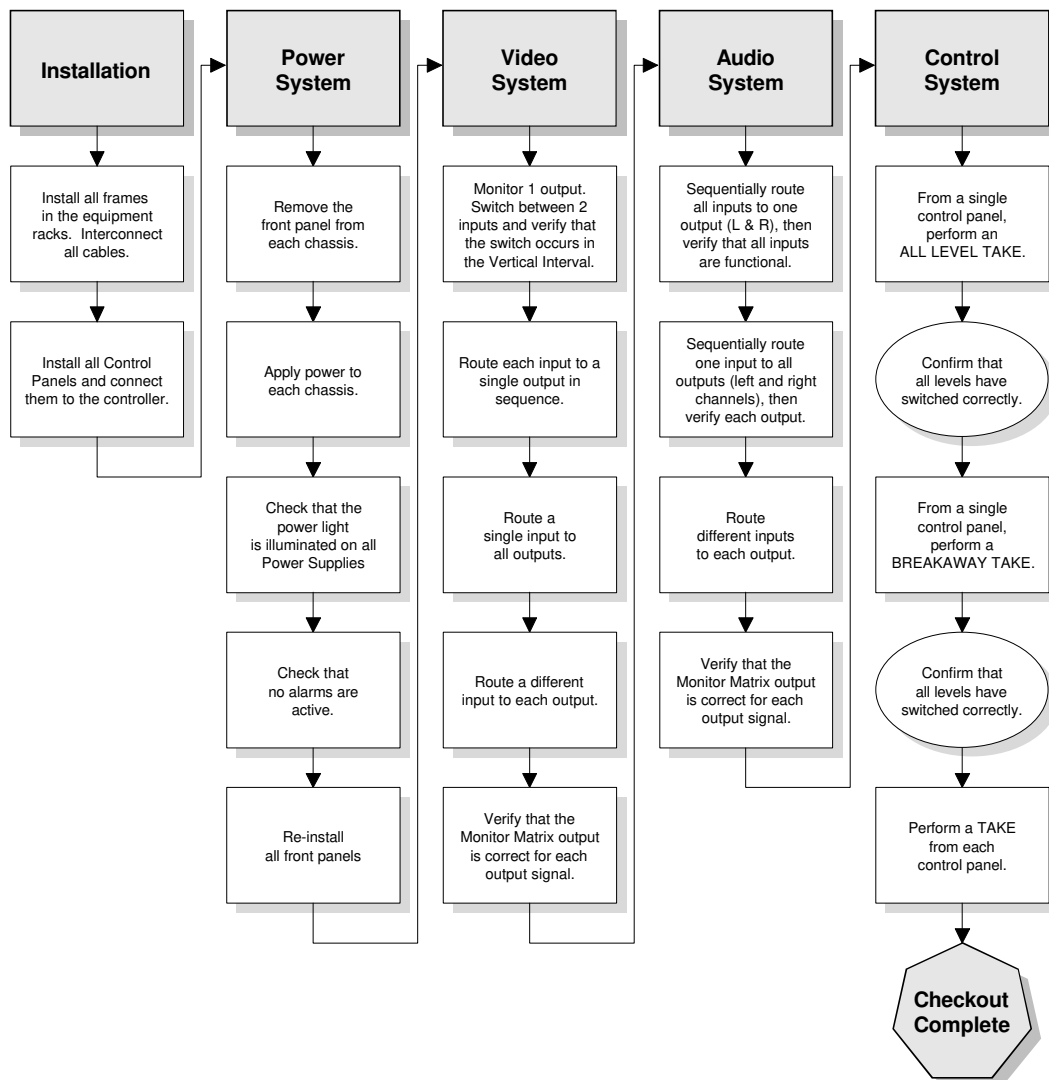 Installation
Install all frames
in the equipment
racks.  Interconnect
all cables.
Install all Control
Panels and connect
them to the controller.
Power
System
Remove the
front panel from
each chassis.
Apply power to
each chassis.
Check that the
power light
is illuminated on all
Power Supplies
Check that
no alarms are
active.
Re-install
all front panels
Video
System
Monitor 1 output.
Switch between 2
inputs and verify that
the switch occurs in
the Vertical Interval.
Route each input to a
single output in
sequence.
Route a
single input to
all outputs.
Route a different
input to each output.
Verify that the
Monitor Matrix output
is correct for each
output signal.
Audio
System
Sequentially route
all inputs to one
output (L & R), then
verify that all inputs
are functional.
Sequentially route
one input to all
outputs (left and right
channels), then
verify each output.
Route
different inputs
to each output.
Verify that the
Monitor Matrix output
is correct for each
output signal.
Control
System
From a single
control panel,
perform an
ALL LEVEL TAKE.
Confirm that
all levels have
switched correctly.
From a single
control panel,
perform a
BREAKAWAY TAKE.
Confirm that
all levels have
switched correctly.
Perform a TAKE
from each
control panel.
Checkout
Complete